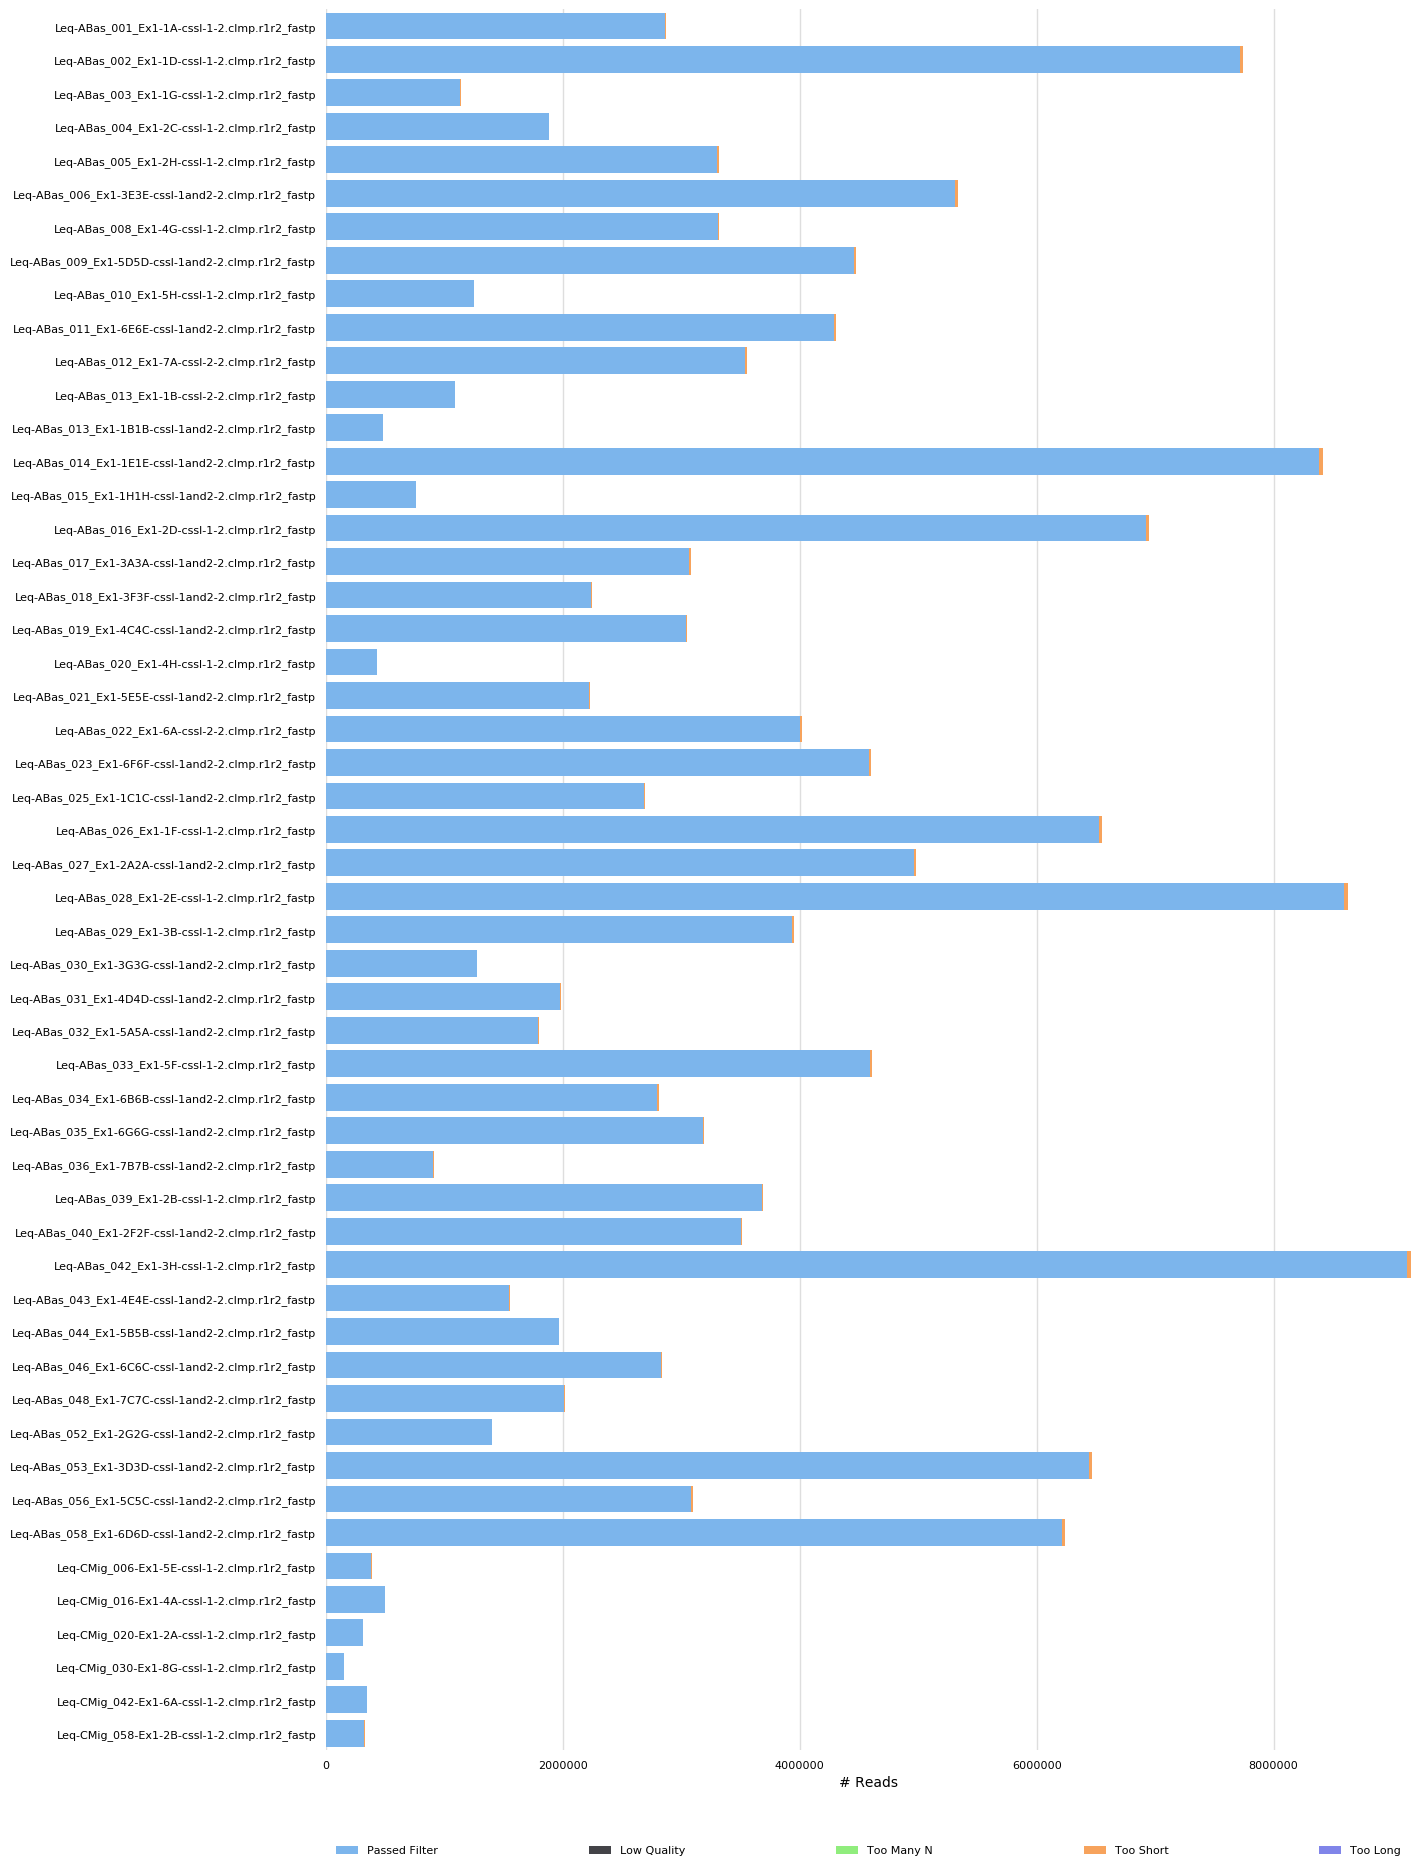 Leq-ABas_001_Ex1-1A-cssl-1-2.clmp.r1r2_fastp
Leq-ABas_002_Ex1-1D-cssl-1-2.clmp.r1r2_fastp
Leq-ABas_003_Ex1-1G-cssl-1-2.clmp.r1r2_fastp
Leq-ABas_004_Ex1-2C-cssl-1-2.clmp.r1r2_fastp
Leq-ABas_005_Ex1-2H-cssl-1-2.clmp.r1r2_fastp
Leq-ABas_006_Ex1-3E3E-cssl-1and2-2.clmp.r1r2_fastp
Leq-ABas_008_Ex1-4G-cssl-1-2.clmp.r1r2_fastp
Leq-ABas_009_Ex1-5D5D-cssl-1and2-2.clmp.r1r2_fastp
Leq-ABas_010_Ex1-5H-cssl-1-2.clmp.r1r2_fastp
Leq-ABas_011_Ex1-6E6E-cssl-1and2-2.clmp.r1r2_fastp
Leq-ABas_012_Ex1-7A-cssl-2-2.clmp.r1r2_fastp
Leq-ABas_013_Ex1-1B-cssl-2-2.clmp.r1r2_fastp
Leq-ABas_013_Ex1-1B1B-cssl-1and2-2.clmp.r1r2_fastp
Leq-ABas_014_Ex1-1E1E-cssl-1and2-2.clmp.r1r2_fastp
Leq-ABas_015_Ex1-1H1H-cssl-1and2-2.clmp.r1r2_fastp
Leq-ABas_016_Ex1-2D-cssl-1-2.clmp.r1r2_fastp
Leq-ABas_017_Ex1-3A3A-cssl-1and2-2.clmp.r1r2_fastp
Leq-ABas_018_Ex1-3F3F-cssl-1and2-2.clmp.r1r2_fastp
Leq-ABas_019_Ex1-4C4C-cssl-1and2-2.clmp.r1r2_fastp
Leq-ABas_020_Ex1-4H-cssl-1-2.clmp.r1r2_fastp
Leq-ABas_021_Ex1-5E5E-cssl-1and2-2.clmp.r1r2_fastp
Leq-ABas_022_Ex1-6A-cssl-2-2.clmp.r1r2_fastp
Leq-ABas_023_Ex1-6F6F-cssl-1and2-2.clmp.r1r2_fastp
Leq-ABas_025_Ex1-1C1C-cssl-1and2-2.clmp.r1r2_fastp
Leq-ABas_026_Ex1-1F-cssl-1-2.clmp.r1r2_fastp
Leq-ABas_027_Ex1-2A2A-cssl-1and2-2.clmp.r1r2_fastp
Leq-ABas_028_Ex1-2E-cssl-1-2.clmp.r1r2_fastp
Leq-ABas_029_Ex1-3B-cssl-1-2.clmp.r1r2_fastp
Leq-ABas_030_Ex1-3G3G-cssl-1and2-2.clmp.r1r2_fastp
Leq-ABas_031_Ex1-4D4D-cssl-1and2-2.clmp.r1r2_fastp
Leq-ABas_032_Ex1-5A5A-cssl-1and2-2.clmp.r1r2_fastp
Leq-ABas_033_Ex1-5F-cssl-1-2.clmp.r1r2_fastp
Leq-ABas_034_Ex1-6B6B-cssl-1and2-2.clmp.r1r2_fastp
Leq-ABas_035_Ex1-6G6G-cssl-1and2-2.clmp.r1r2_fastp
Leq-ABas_036_Ex1-7B7B-cssl-1and2-2.clmp.r1r2_fastp
Leq-ABas_039_Ex1-2B-cssl-1-2.clmp.r1r2_fastp
Leq-ABas_040_Ex1-2F2F-cssl-1and2-2.clmp.r1r2_fastp
Leq-ABas_042_Ex1-3H-cssl-1-2.clmp.r1r2_fastp
Leq-ABas_043_Ex1-4E4E-cssl-1and2-2.clmp.r1r2_fastp
Leq-ABas_044_Ex1-5B5B-cssl-1and2-2.clmp.r1r2_fastp
Leq-ABas_046_Ex1-6C6C-cssl-1and2-2.clmp.r1r2_fastp
Leq-ABas_048_Ex1-7C7C-cssl-1and2-2.clmp.r1r2_fastp
Leq-ABas_052_Ex1-2G2G-cssl-1and2-2.clmp.r1r2_fastp
Leq-ABas_053_Ex1-3D3D-cssl-1and2-2.clmp.r1r2_fastp
Leq-ABas_056_Ex1-5C5C-cssl-1and2-2.clmp.r1r2_fastp
Leq-ABas_058_Ex1-6D6D-cssl-1and2-2.clmp.r1r2_fastp
Leq-CMig_006-Ex1-5E-cssl-1-2.clmp.r1r2_fastp
Leq-CMig_016-Ex1-4A-cssl-1-2.clmp.r1r2_fastp
Leq-CMig_020-Ex1-2A-cssl-1-2.clmp.r1r2_fastp
Leq-CMig_030-Ex1-8G-cssl-1-2.clmp.r1r2_fastp
Leq-CMig_042-Ex1-6A-cssl-1-2.clmp.r1r2_fastp
Leq-CMig_058-Ex1-2B-cssl-1-2.clmp.r1r2_fastp
0 2000000 4000000 6000000 8000000
# Reads
Passed Filter Low Quality Too Many N Too Short Too Long